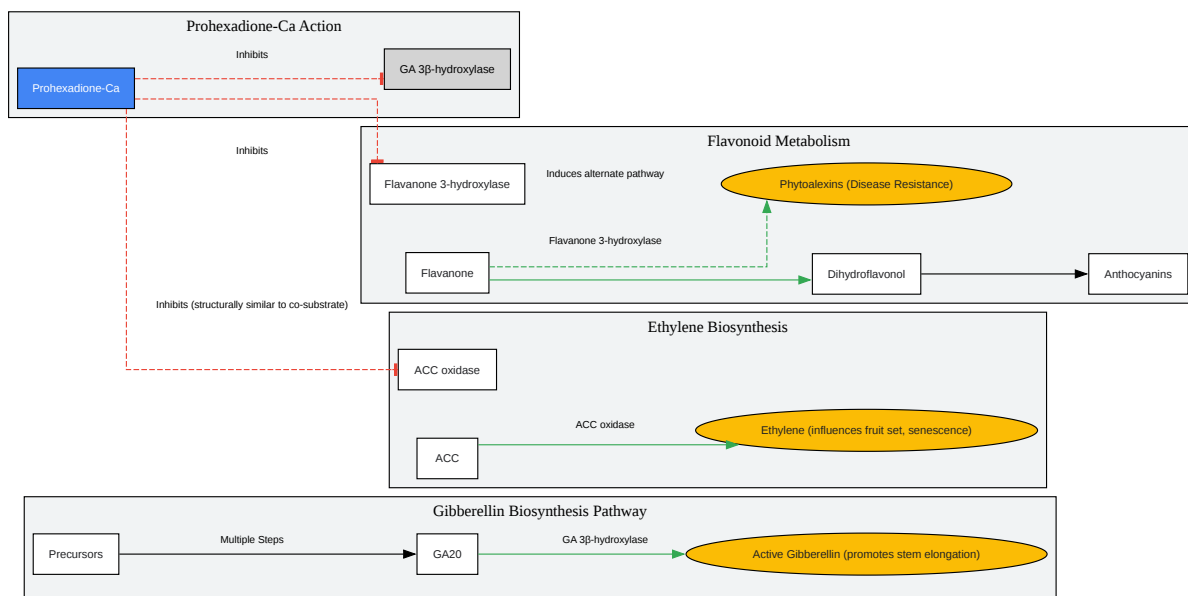 Prohexadione-Ca Action
Inhibits
GA 3β-hydroxylase
Prohexadione-Ca
Inhibits
Flavonoid Metabolism
Flavanone 3-hydroxylase
Induces alternate pathway
Phytoalexins (Disease Resistance)
Flavanone 3-hydroxylase
Flavanone
Dihydroflavonol
Anthocyanins
Inhibits (structurally similar to co-substrate)
Ethylene Biosynthesis
ACC oxidase
ACC oxidase
Ethylene (influences fruit set, senescence)
ACC
Gibberellin Biosynthesis Pathway
Precursors
Multiple Steps
GA20
GA 3β-hydroxylase
Active Gibberellin (promotes stem elongation)